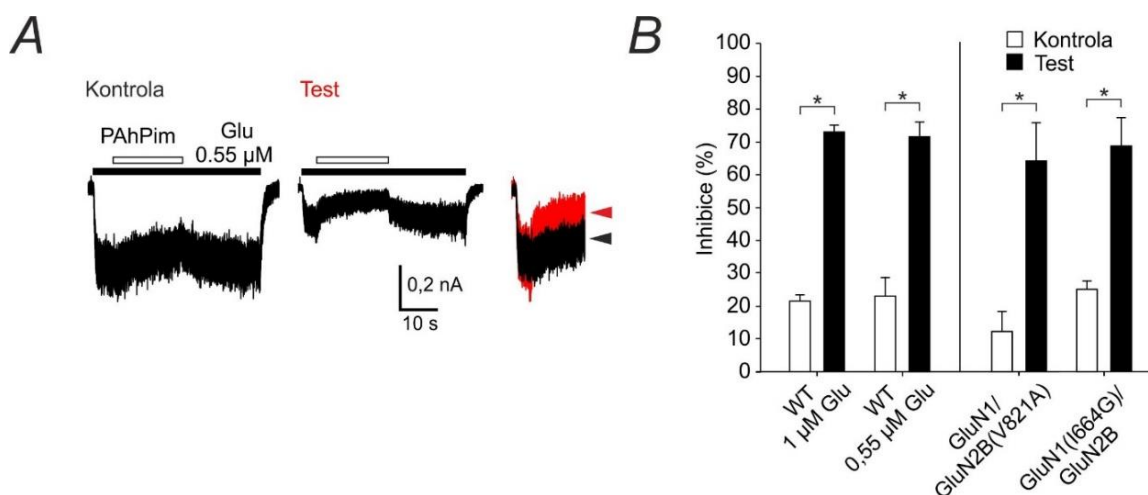 A
Kontrola
Test
PAhPim
Glu
0.55 µM
0,2 nA
10 s
B
Kontrola
Test
Inhibice (%)
100
90
80
70
60
50
40
30
20
10
0
*
*
*
*
WT
1 µM Glu
WT
0,55 µM Glu
GluN1/
GluN2B(V821A)
GluN1(I664G)/
GluN2B